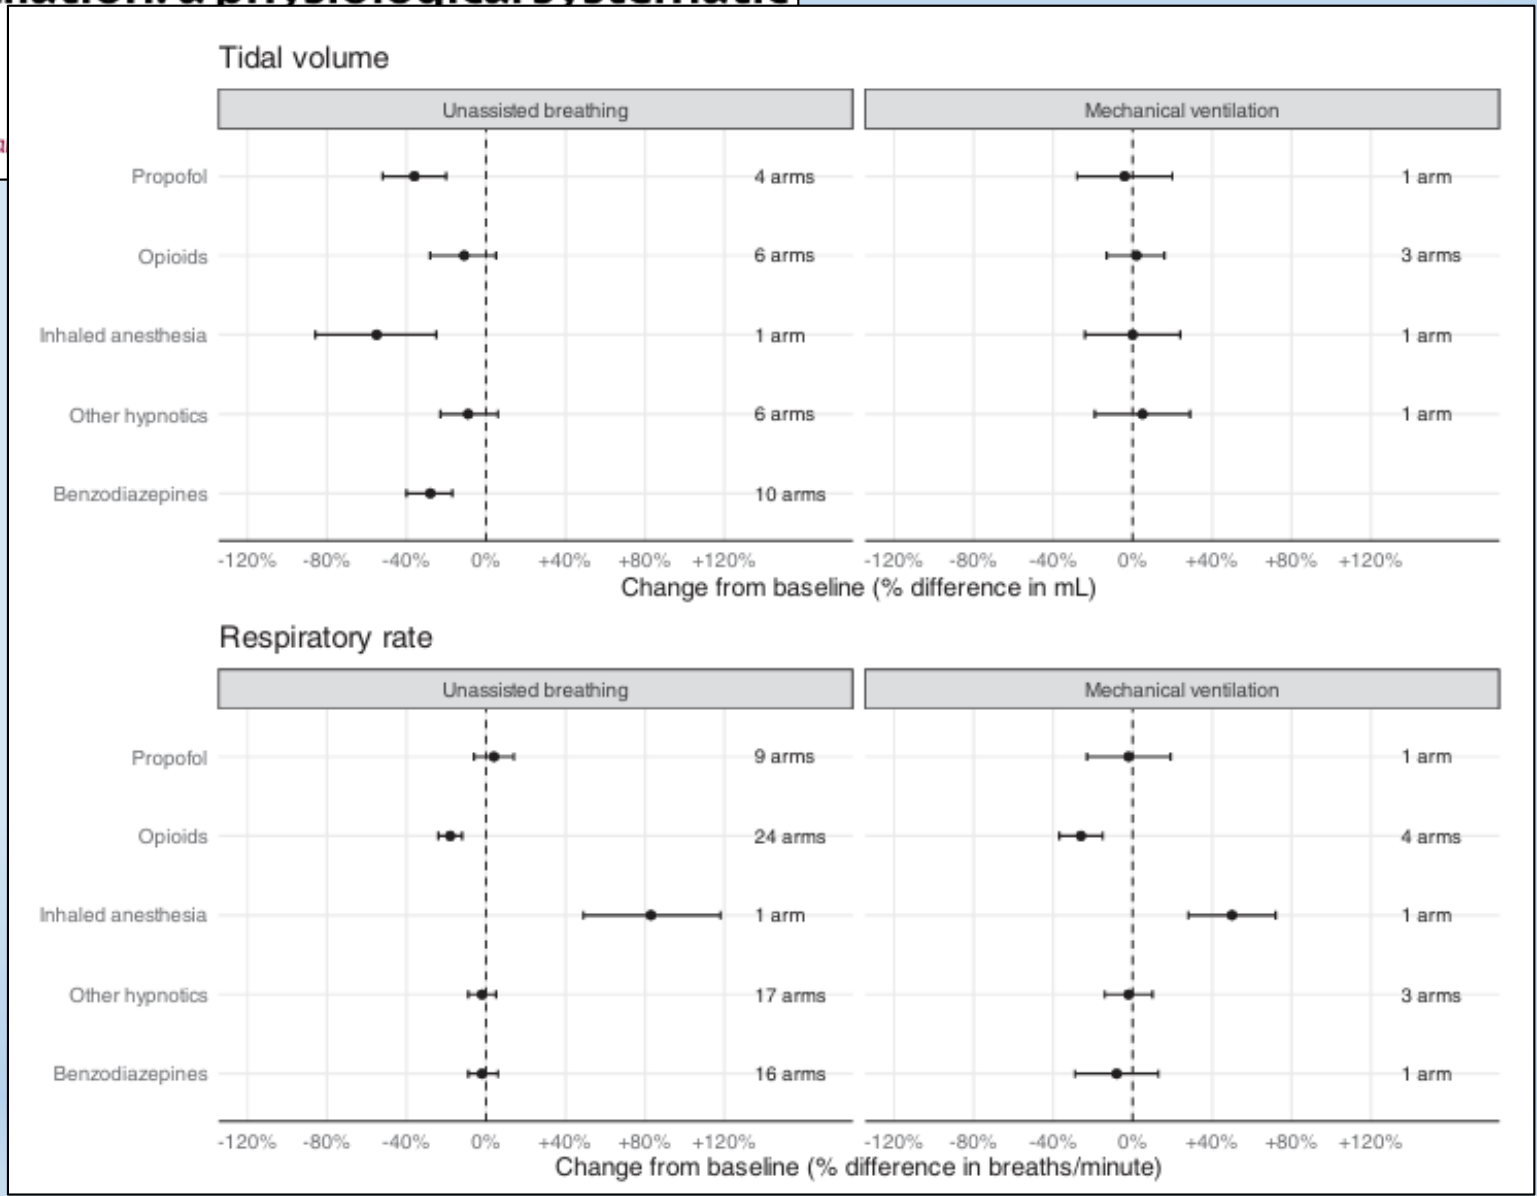 a physiological systematic
Tidal volume
Unassisted breathing Mechanical ventilation
Propofol 4 arms 1 arm
Opioids 6 arms 3 arms
Inhaled anesthesia 1 arm 1 arm
Other hypnotics 6 arms 1 arm
Benzodiazepines 10 arms
-120% -80% -40% 0% +40% +80% +120% -120% -80% -40% 0% +40% +80% +120%
Change from baseline (% difference in mL)
Respiratory rate
Unassisted breathing Mechanical ventilation
Propofol 9 arms 1 arm
Opioids 24 arms 4 arms
Inhaled anesthesia 1 arm 1 arm
Other hypnotics 17 arms 3 arms
Benzodiazepines 16 arms 1 arm
-120% -80% -40% 0% +40% +80% +120% -120% -80% -40% 0% +40% +80% +120%
Change from baseline (% difference in breaths/minute)